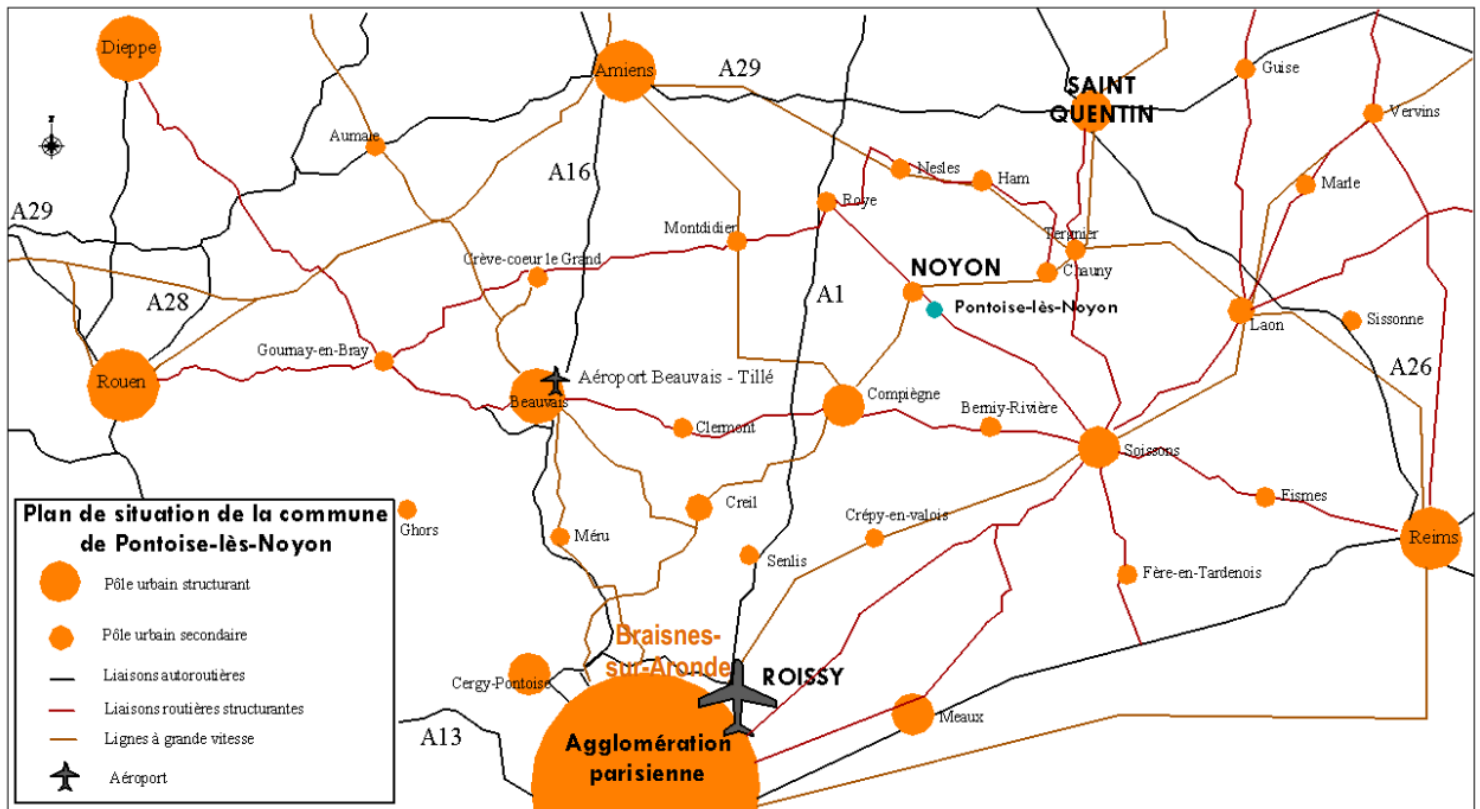 Dieppe
Amiens
A29
SAINT
QUENTIN
Guise
Vervins
Aumale
A16
Nesles
Ham
Marle
Roye
A29
Montdidier
Tergnier
Crève-coeur le Grand
NOYON
Chauny
A28
A1
Pontoise-lès-Noyon
Laon
Sissonne
Gournay-en-Bray
Rouen
Aéroport Beauvais - Tillé
A26
Beauvais
Compiègne
Berniy-Rivière
Clermont
Soissons
Plan de situation de la commune
de Pontoise-lès-Noyon
Ghors
Creil
Eismes
Crépy-en-valois
Méru
Reims
Senlis
Fère-en-Tardenois
Pôle urbain structurant
Pôle urbain secondaire
Liaisons autoroutières
Liaisons routières structurantes
Lignes à grande vitesse
Aéroport
Braisnes-
sur-Aronde
ROISSY
Cergy-Pontoise
Meaux
A13
Agglomération
parisienne